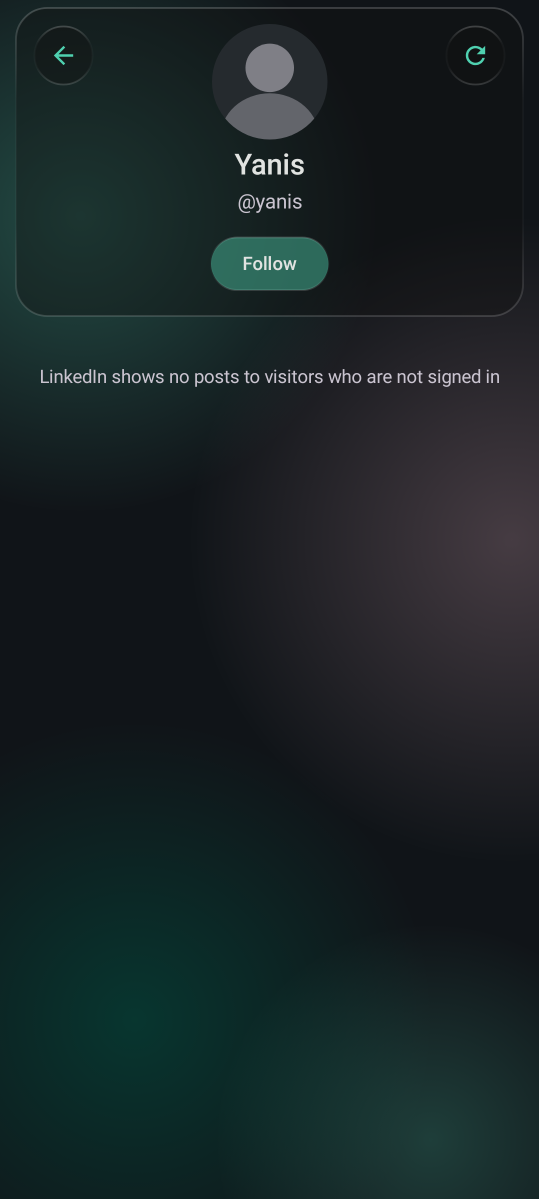 Yanis
@yanis
Follow
LinkedIn shows no posts to visitors who are not signed in